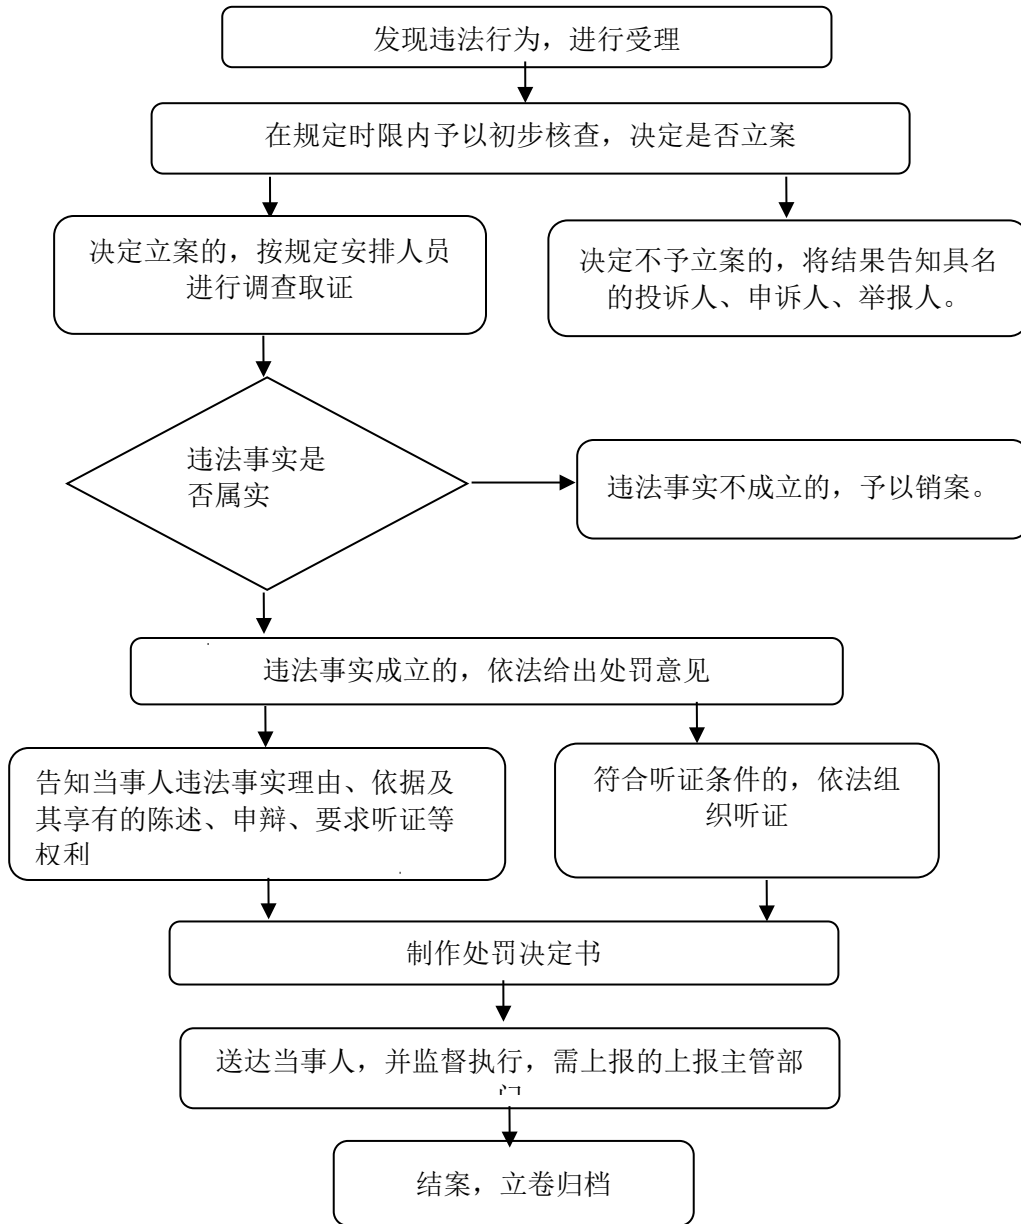 发现违法行为，进行受理
在规定时限内予以初步核查，决定是否立案
决定立案的，按规定安排人员
进行调查取证
决定不予立案的，将结果告知具名
的投诉人、申诉人、举报人。
违法事实是
否属实
违法事实不成立的，予以销案。
违法事实成立的，依法给出处罚意见
告知当事人违法事实理由、依据及
其享有的陈述、申辩、要求听证等
权利
符合听证条件的，依法组
织听证
制作处罚决定书
送达当事人，并监督执行，需上报的上报主管部
结案，立卷归档